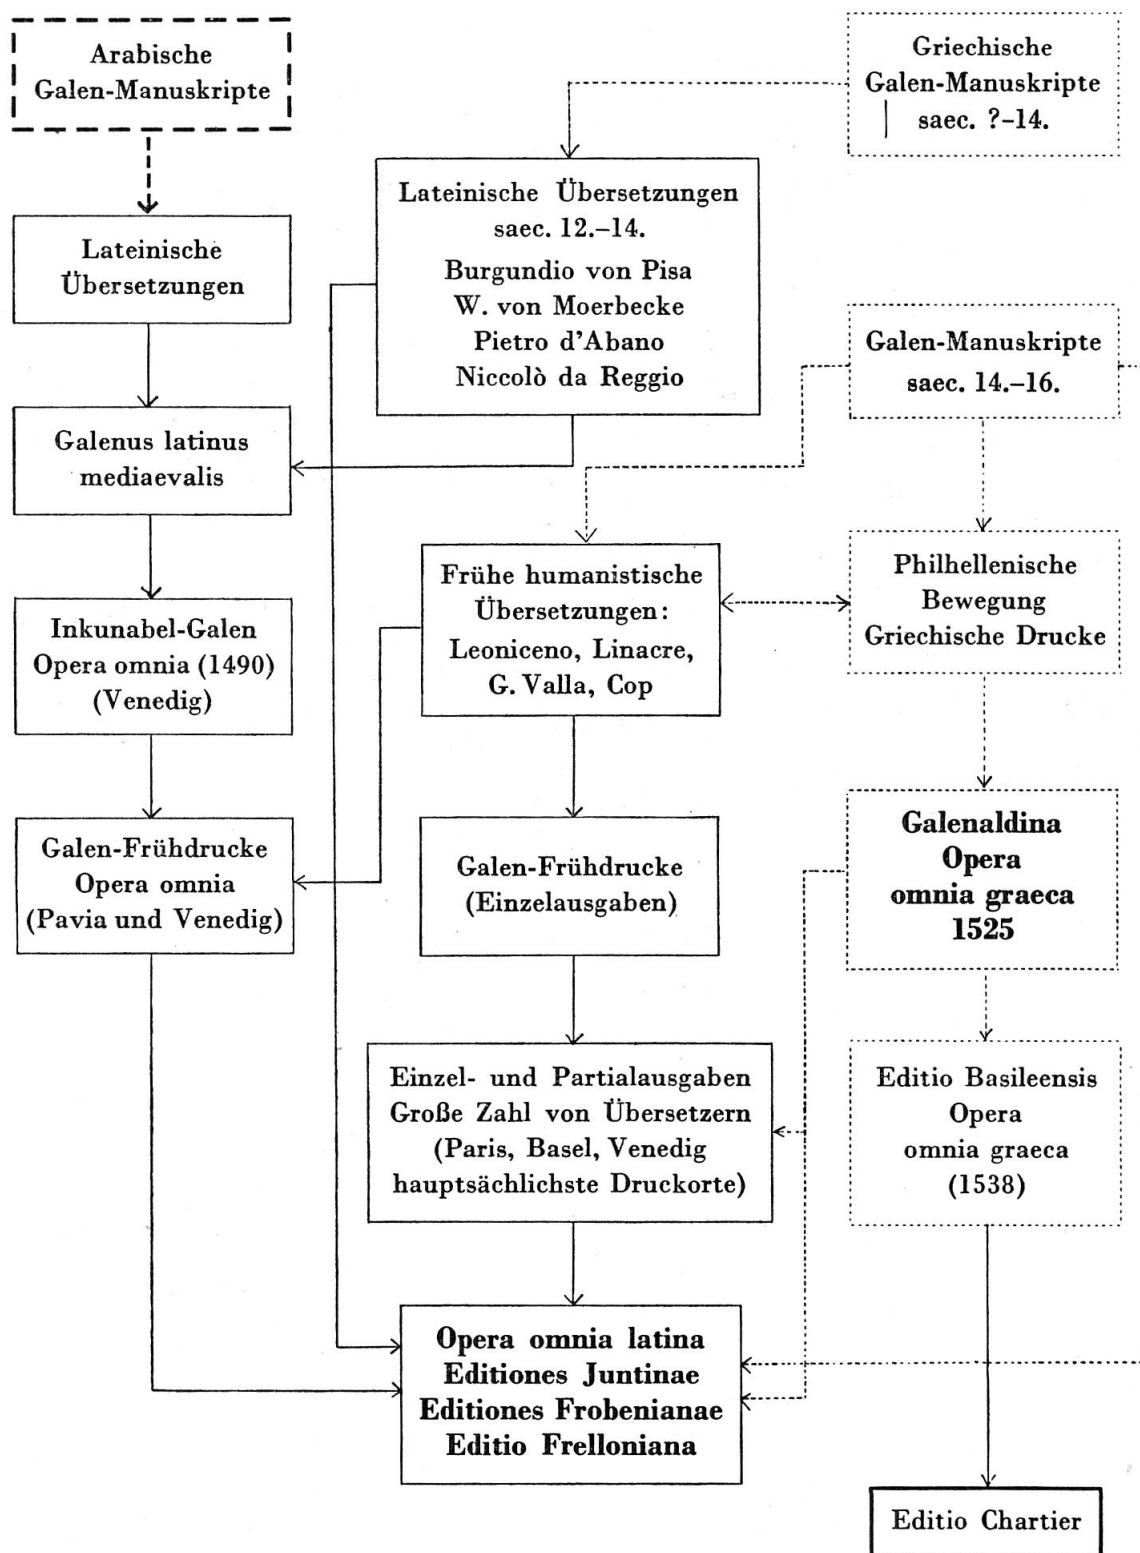 Arabische
Galen-Manuskripte
Griechische
Galen-Manuskripte
saec. ?-14.
Lateinische Übersetzungen
saec. 12.–14.
Burgundio von Pisa
W. von Moerbecke
Pietro d'Abano
Niccolò da Reggio
Lateinische
Übersetzungen
Galen-Manuskripte
saec. 14.–16.
Galenus latinus
mediaevalis
Frühe humanistische
Übersetzungen:
Leoniceno, Linacre,
G. Valla, Cop
Philhellenische
Bewegung
Griechische Drucke
Inkunabel-Galen
Opera omnia (1490)
(Venedig)
Galen-Frühdrucke
Opera omnia
(Pavia und Venedig)
Galen-Frühdrucke
(Einzelausgaben)
Galenaldina
Opera
omnia graeca
1525
Einzel- und Partialausgaben
Große Zahl von Übersetzern
(Paris, Basel, Venedig
hauptsächlichste Druckorte)
Editio Basileensis
Opera
omnia graeca
(1538)
Opera omnia latina
Editiones Juntinae
Editiones Frobenianae
Editio Frelloniana
Editio Chartier